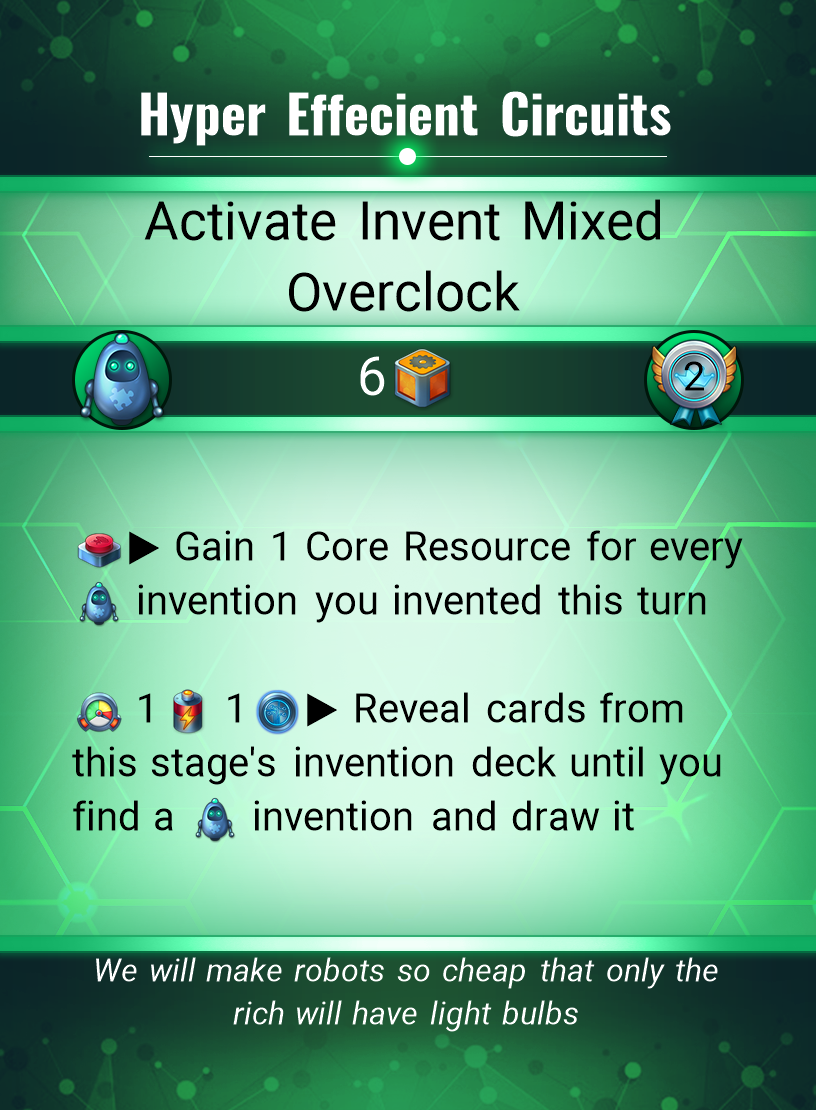 Hyper Effecient Circuits
Activate Invent Mixed
Overclock
6
2
▶ Gain 1 Core Resource for every
invention you invented this turn
1 1 ▶ Reveal cards from
this stage's invention deck until you
find a invention and draw it
We will make robots so cheap that only the
rich will have light bulbs